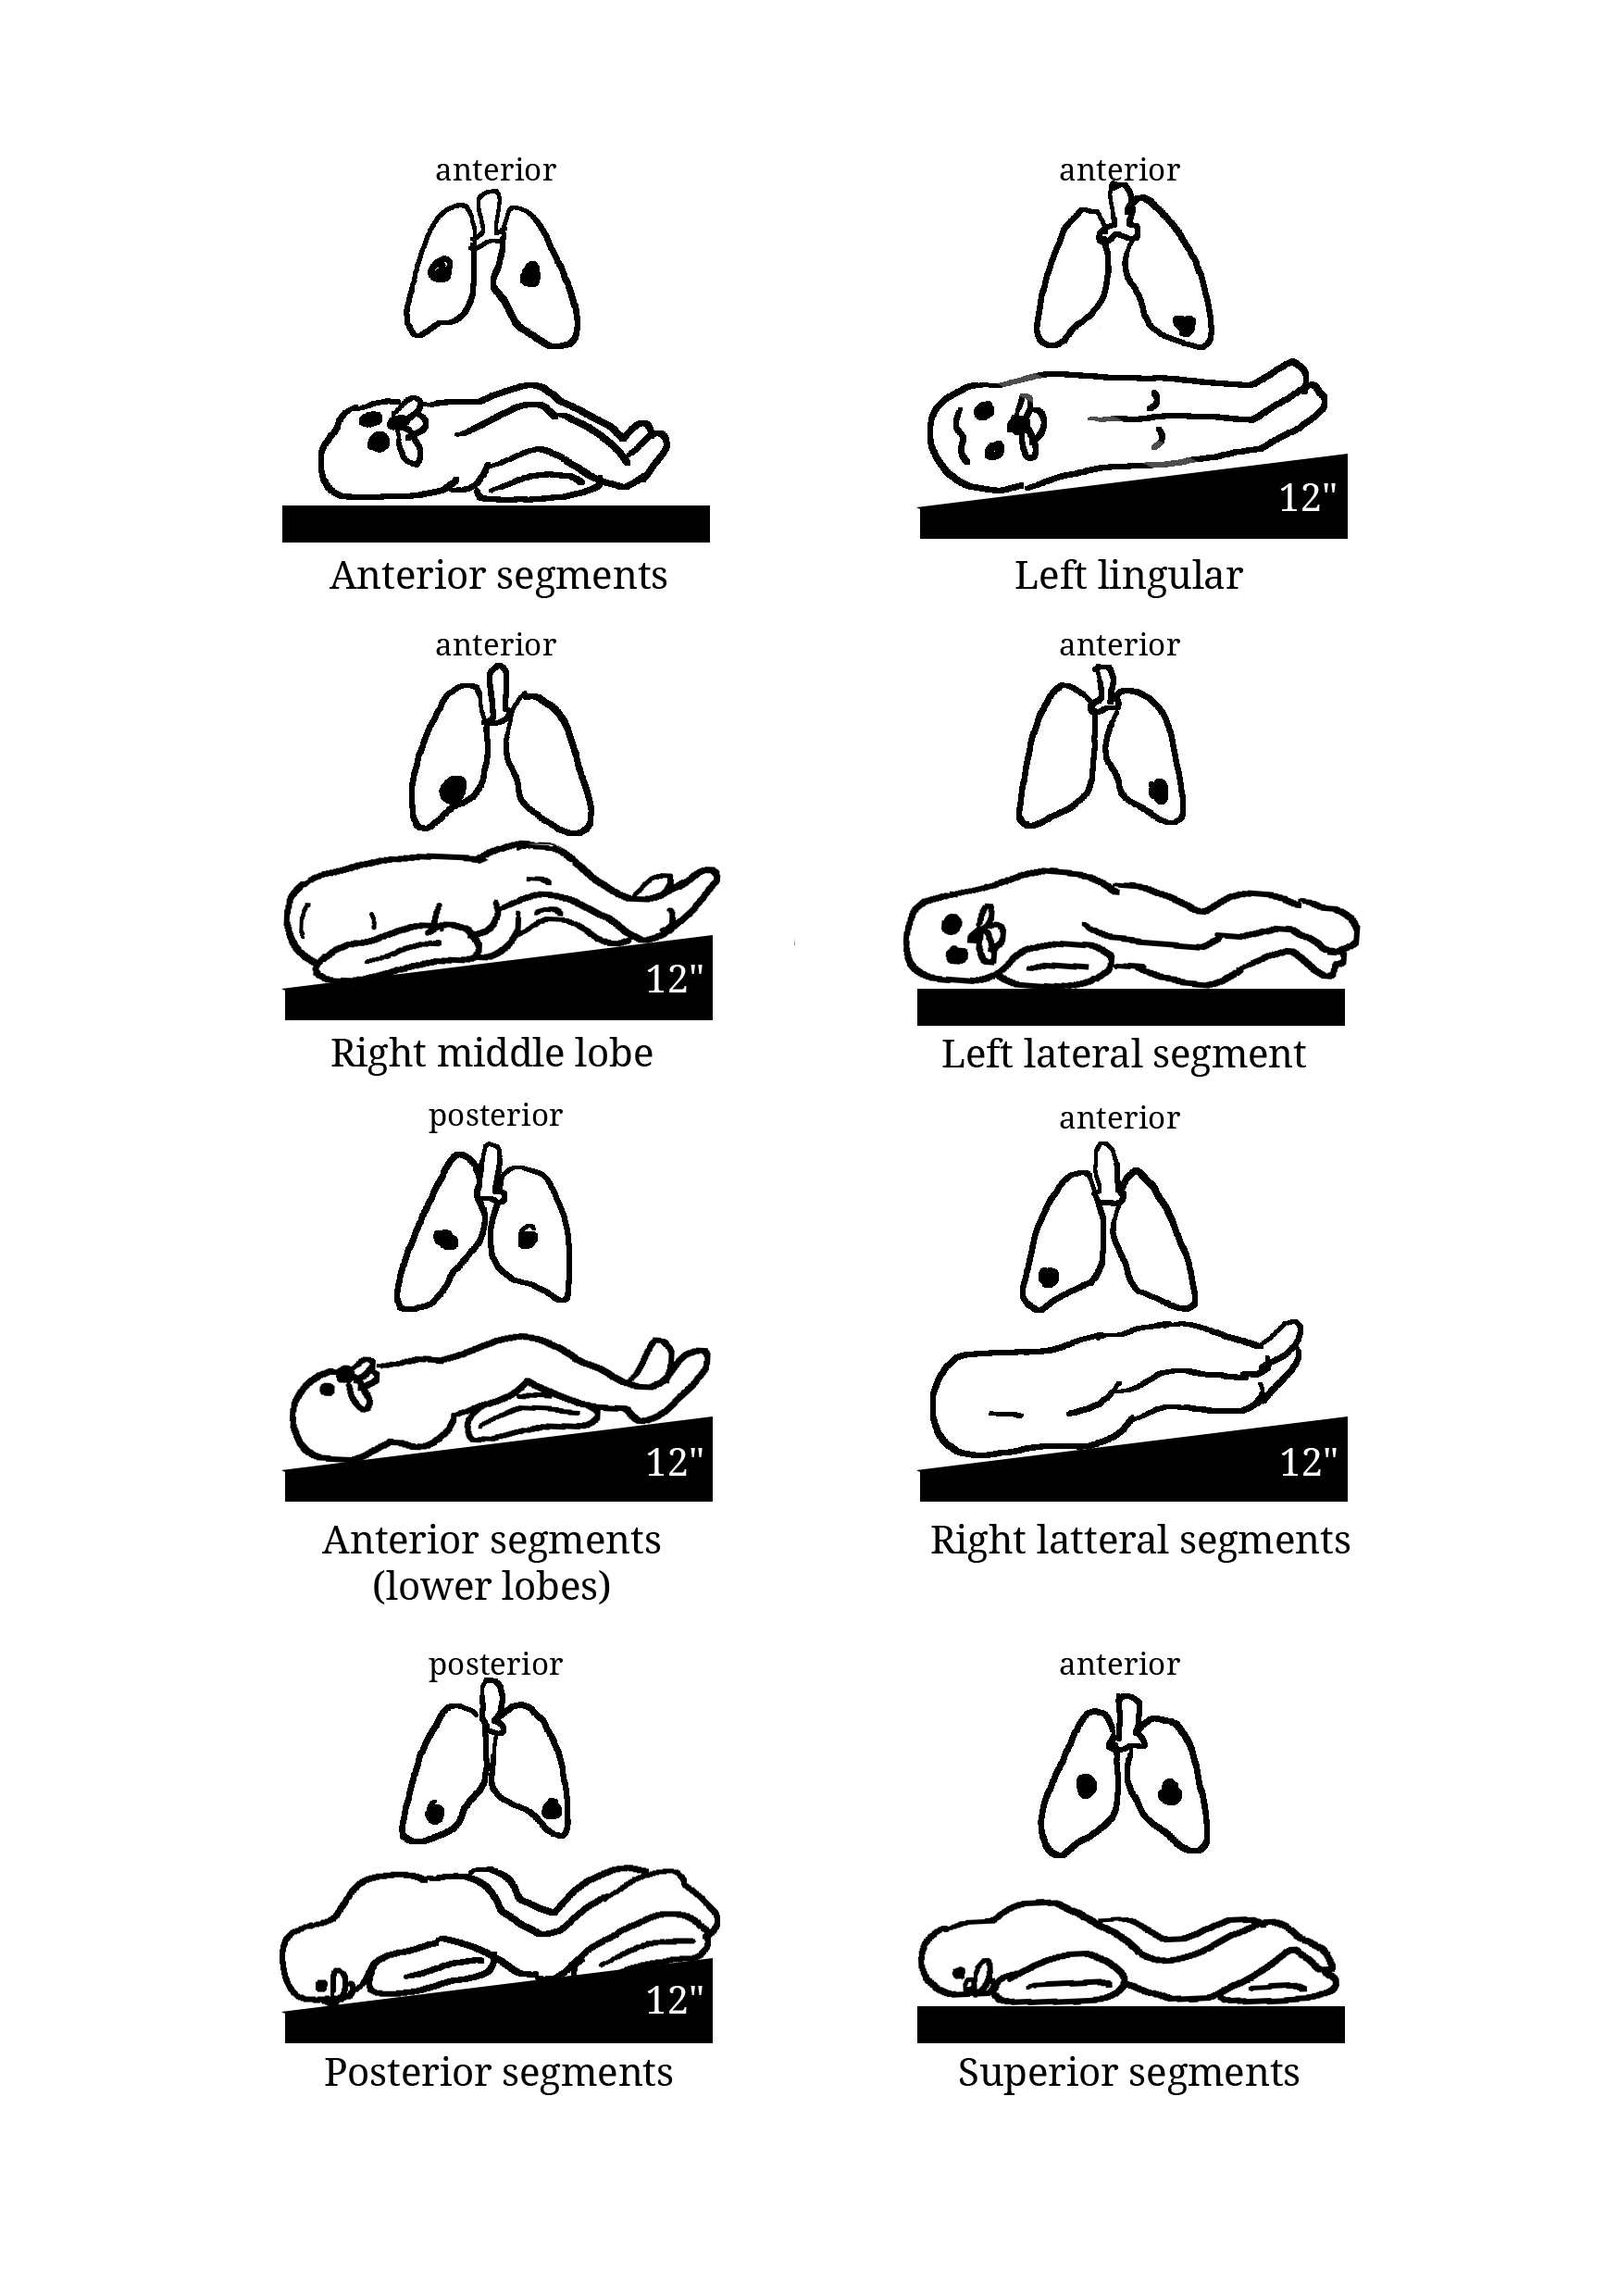 anterior
anterior
12"
Anterior segments
Left lingular
anterior
anterior
12"
Right middle lobe
Left lateral segment
posterior
anterior
12"
12"
Anterior segments
(lower lobes)
Right latteral segments
posterior
anterior
12"
Posterior segments
Superior segments